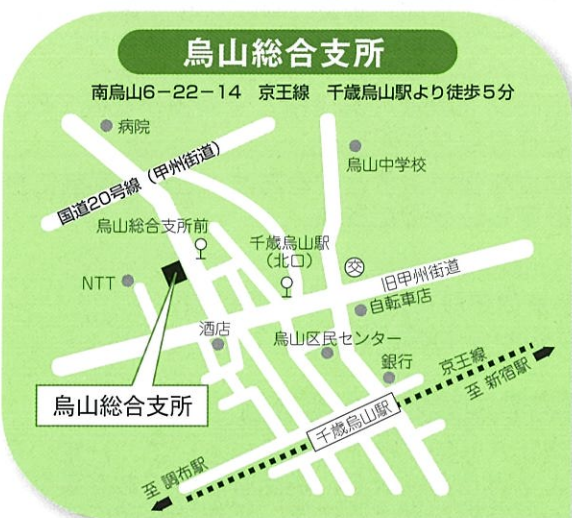 烏山総合支所
南烏山6－22－14　京王線　千歳烏山駅より徒歩5分
病院
烏山中学校
国道20号線（甲州街道）
烏山総合支所前
千歳烏山駅
（北口）
交
NTT
旧甲州街道
自転車店
酒店
烏山区民センター
銀行
京王線
至 新宿駅
烏山総合支所
千歳烏山駅
至 調布駅